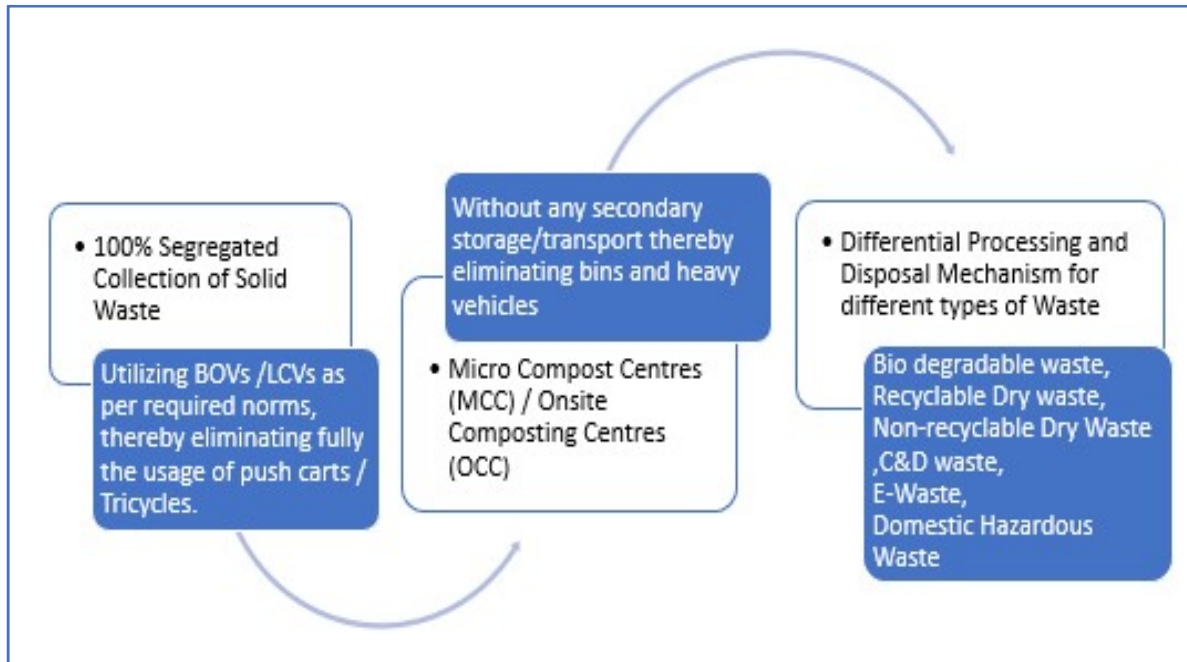 • 100% Segregated
Collection of Solid
Waste
Utilizing BOVs /LCVs as
per required norms,
thereby eliminating fully
the usage of push carts /
Tricycles.
Without any secondary
storage/transport thereby
eliminating bins and heavy
vehicles
• Micro Compost Centres
(MCC) / Onsite
Composting Centres
(OCC)
• Differential Processing and
Disposal Mechanism for
different types of Waste
Bio degradable waste,
Recyclable Dry waste,
Non-recyclable Dry Waste
,C&D waste,
E-Waste,
Domestic Hazardous
Waste